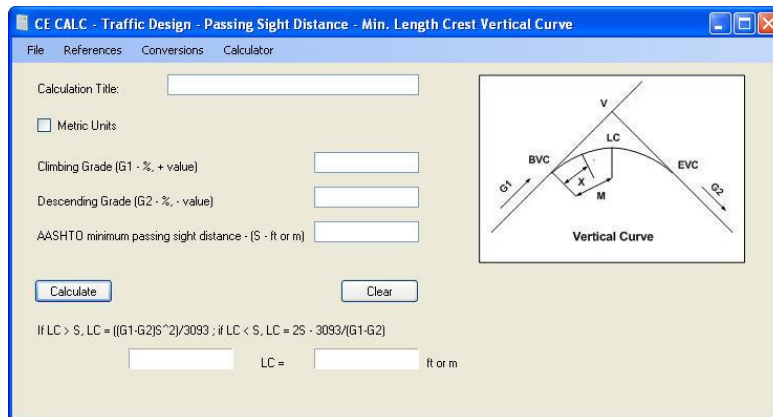 CE CALC - Traffic Design - Passing Sight Distance - Min. Length Crest Vertical Curve
File References Conversions Calculator
Calculation Title:
Metric Units
Climbing Grade (G1 - %, + value)
Descending Grade (G2 - %, - value)
AASHTO minimum passing sight distance - (S - ft or m)
V
LC
BVC
EVC
G1
X
M
G2
Vertical Curve
Calculate Clear
If LC > S, LC = ((G1-G2)S^2)/3093 ; if LC < S, LC = 2S - 3093/(G1-G2)
LC = ft or m